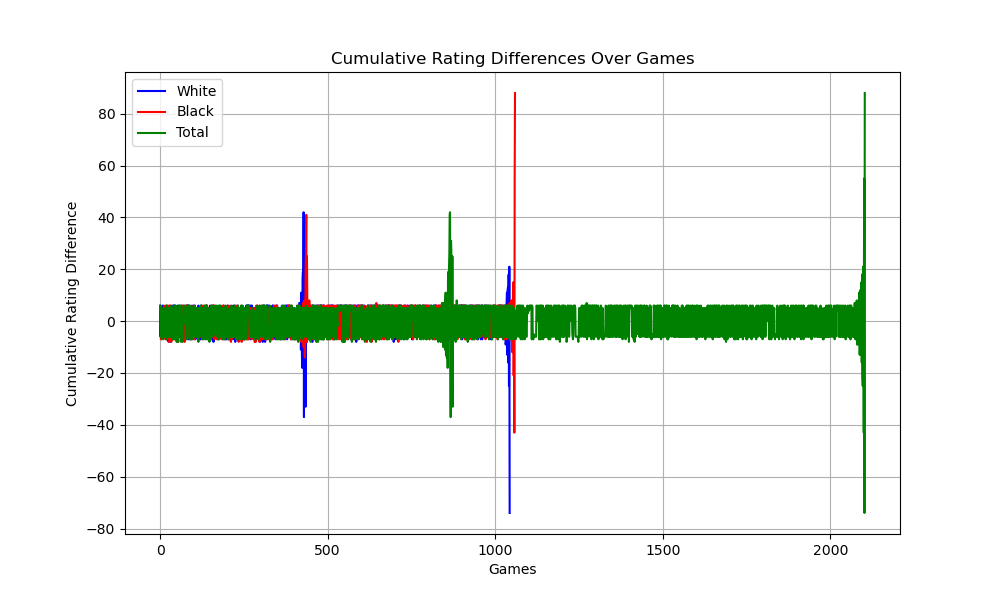 Cumulative Rating Differences Over Games
White
Black
Total
80
60
40
20
0
−20
−40
−60
−80
Cumulative Rating Difference
0
500
1000
1500
2000
Games